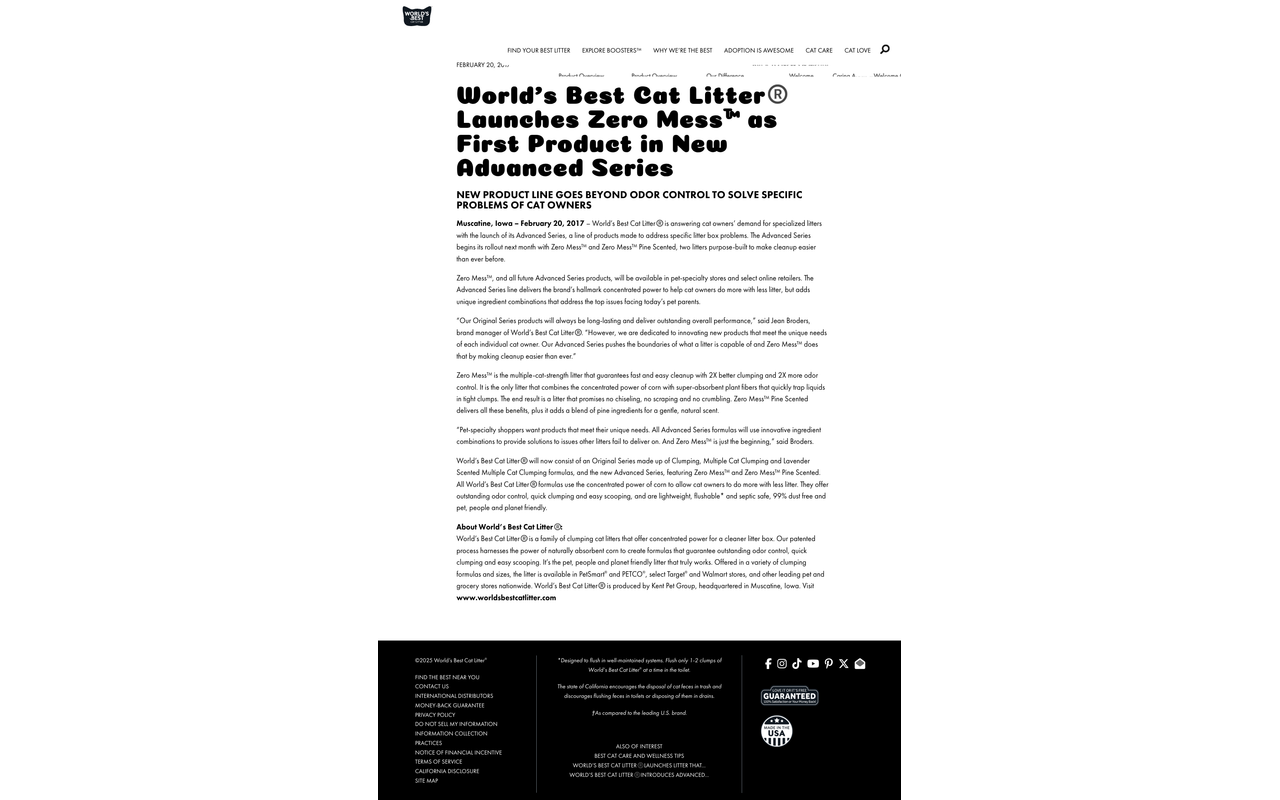 WORLD'S BEST
FIND YOUR BEST LITTER EXPLORE BOOSTERS™ WHY WE'RE THE BEST ADOPTION IS AWESOME CAT CARE CAT LOVE
FEBRUARY 20,
Product Overview Product Overview Our Difference Welcome
World's Best Cat Litter®
Launches Zero Mess™ as
First Product in New
Advanced Series
NEW PRODUCT LINE GOES BEYOND ODOR CONTROL TO SOLVE SPECIFIC
PROBLEMS OF CAT OWNERS
Muscatine, Iowa – February 20, 2017 – World's Best Cat Litter® is answering cat owners' demand for specialized litters
with the launch of its Advanced Series, a line of products made to address specific litter box problems. The Advanced Series
begins its rollout next month with Zero Mess™ and Zero Mess™ Pine Scented, two litters purpose-built to make cleanup easier
than ever before.
Zero Mess™, and all future Advanced Series products, will be available in pet-specialty stores and select online retailers. The
Advanced Series line delivers the brand's hallmark concentrated power to help cat owners do more with less litter, but adds
unique ingredient combinations that address the top issues facing today's pet parents.
"Our Original Series products will always be long-lasting and deliver outstanding overall performance," said Jean Broders,
brand manager of World's Best Cat Litter®. "However, we are dedicated to innovating new products that meet the unique needs
of each individual cat owner. Our Advanced Series pushes the boundaries of what a litter is capable of and Zero Mess™ does
that by making cleanup easier than ever."
Zero Mess™ is the multiple-cat-strength litter that guarantees fast and easy cleanup with 2X better clumping and 2X more odor
control. It is the only litter that combines the concentrated power of corn with super-absorbent plant fibers that quickly trap liquids
in tight clumps. The end result is a litter that promises no chiseling, no scraping and no crumbling. Zero Mess™ Pine Scented
delivers all these benefits, plus it adds a blend of pine ingredients for a gentle, natural scent.
"Pet-specialty shoppers want products that meet their unique needs. All Advanced Series formulas will use innovative ingredient
combinations to provide solutions to issues other litters fail to deliver on. And Zero Mess™ is just the beginning," said Broders.
World's Best Cat Litter® will now consist of an Original Series made up of Clumping, Multiple Cat Clumping and Lavender
Scented Multiple Cat Clumping formulas, and the new Advanced Series, featuring Zero Mess™ and Zero Mess™ Pine Scented.
All World's Best Cat Litter® formulas use the concentrated power of corn to allow cat owners to do more with less litter. They offer
outstanding odor control, quick clumping and easy scooping, and are lightweight, flushable* and septic safe, 99% dust free and
pet, people and planet friendly.
About World's Best Cat Litter®:
World's Best Cat Litter® is a family of clumping cat litters that offer concentrated power for a cleaner litter box. Our patented
process harnesses the power of naturally absorbent corn to create formulas that guarantee outstanding odor control, quick
clumping and easy scooping. It's the pet, people and planet friendly litter that truly works. Offered in a variety of clumping
formulas and sizes, the litter is available in PetSmart® and PETCO®, select Target® and Walmart stores, and other leading pet and
grocery stores nationwide. World's Best Cat Litter® is produced by Kent Pet Group, headquartered in Muscatine, Iowa. Visit
www.worldsbestcatlitter.com
©2025 World's Best Cat Litter®
FIND THE BEST NEAR YOU
CONTACT US
INTERNATIONAL DISTRIBUTORS
MONEY-BACK GUARANTEE
PRIVACY POLICY
DO NOT SELL MY INFORMATION
INFORMATION COLLECTION
PRACTICES
NOTICE OF FINANCIAL INCENTIVE
TERMS OF SERVICE
CALIFORNIA DISCLOSURE
SITE MAP
*Designed to flush in well-maintained systems. Flush only 1-2 clumps of
World's Best Cat Litter® at a time in the toilet.
The state of California encourages the disposal of cat feces in trash and
discourages flushing feces in toilets or disposing of them in drains.
†As compared to the leading U.S. brand.
ALSO OF INTEREST
BEST CAT CARE AND WELLNESS TIPS
WORLD'S BEST CAT LITTER® LAUNCHES LITTER THAT...
WORLD'S BEST CAT LITTER® INTRODUCES ADVANCED...
LOVE IT OR IT'S FREE
GUARANTEED
100% Satisfaction or Your Money Back!
MADE IN THE
USA